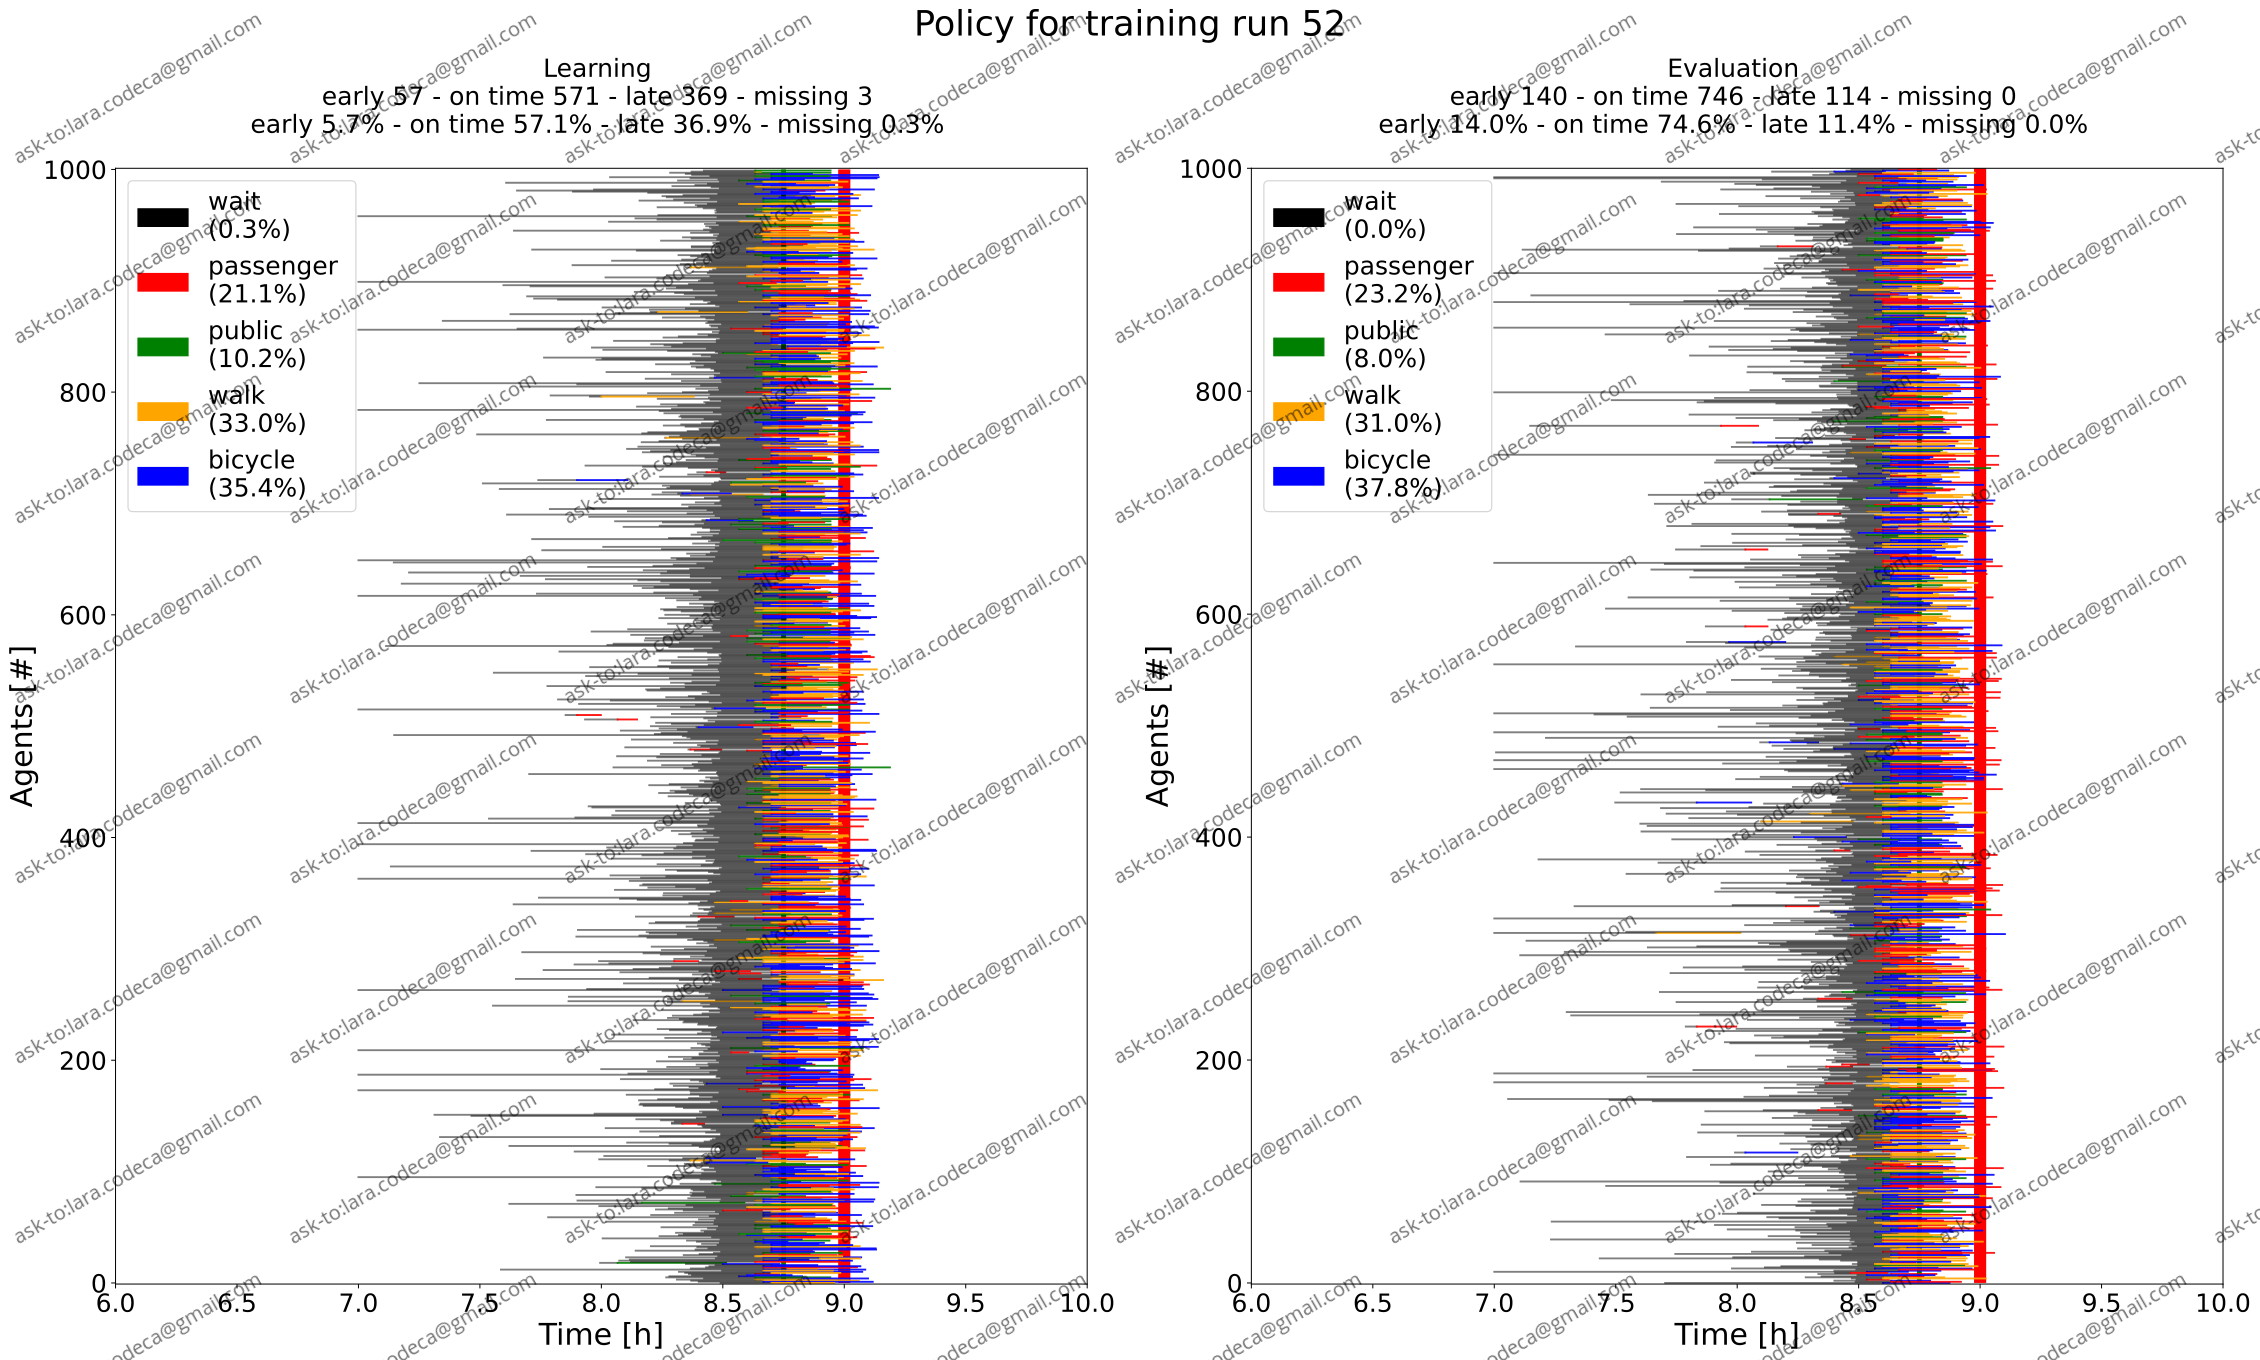 Policy for training run 52
Learning
early 57 - on time 571 - late 369 - missing 3
early 5.7% - on time 57.1% - late 36.9% - missing 0.3%
1000
800
600
400
200
0
wait
(0.3%)
passenger
(21.1%)
public
(10.2%)
walk
(33.0%)
bicycle
(35.4%)
Agents [#]
6.0 6.5 7.0 7.5 8.0 8.5 9.0 9.5 10.0
Time [h]
Evaluation
early 140 - on time 746 - late 114 - missing 0
early 14.0% - on time 74.6% - late 11.4% - missing 0.0%
1000
800
600
400
200
0
wait
(0.0%)
passenger
(23.2%)
public
(8.0%)
walk
(31.0%)
bicycle
(37.8%)
Agents [#]
6.0 6.5 7.0 7.5 8.0 8.5 9.0 9.5 10.0
Time [h]
ask-to:lara.codeca@gmail.com